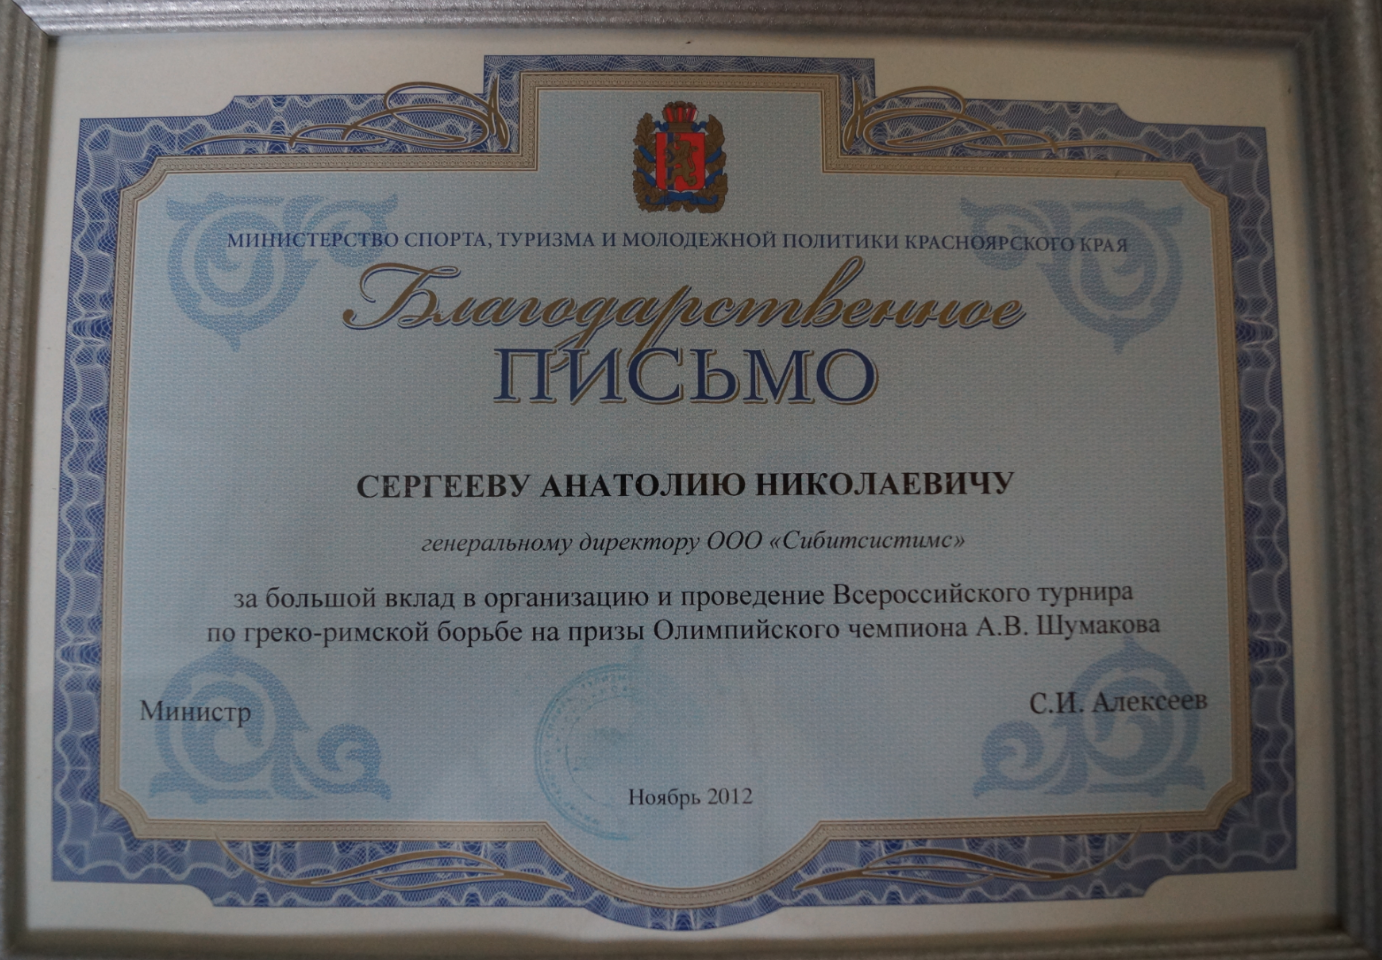 МИНИСТЕРСТВО СПОРТА, ТУРИЗМА И МОЛОДЕЖНОЙ ПОЛИТИКИ КРАСНОЯРСКОГО КРАЯ
Благодарственное
ПИСЬМО
СЕРГЕЕВУ АНАТОЛИЮ НИКОЛАЕВИЧУ
генеральному директору ООО «Сибитсистимс»
за большой вклад в организацию и проведение Всероссийского турнира
по греко-римской борьбе на призы Олимпийского чемпиона А.В. Шумакова
Министр
С.И. Алексеев
Ноябрь 2012